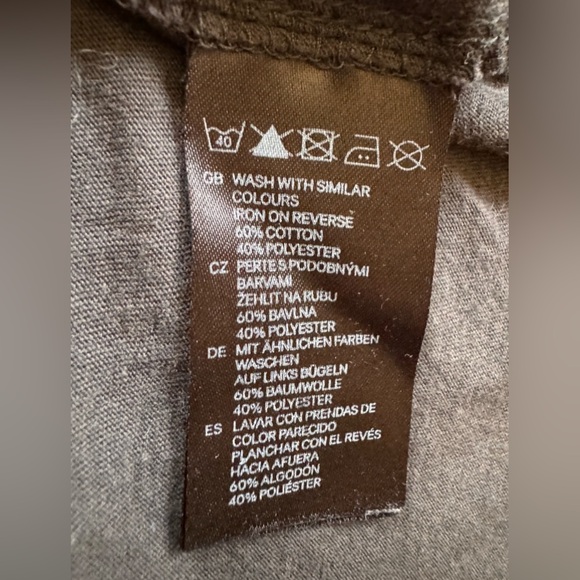 40
GB WASH WITH SIMILAR
COLOURS
IRON ON REVERSE
60% COTTON
40% POLYESTER
CZ PERTE S PODOBNÝMI
BARVAMI
ŽEHLIT NA RUBU
60% BAVLNA
40% POLYESTER
DE MIT ÄHNLICHEN FARBEN
WASCHEN
AUF LINKS BÜGELN
60% BAUMWOLLE
40% POLYESTER
ES LAVAR CON PRENDAS DE
COLOR PARECIDO
PLANCHAR CON EL REVÉS
HACIA AFUERA
60% ALGODÓN
40% POLIÉSTER